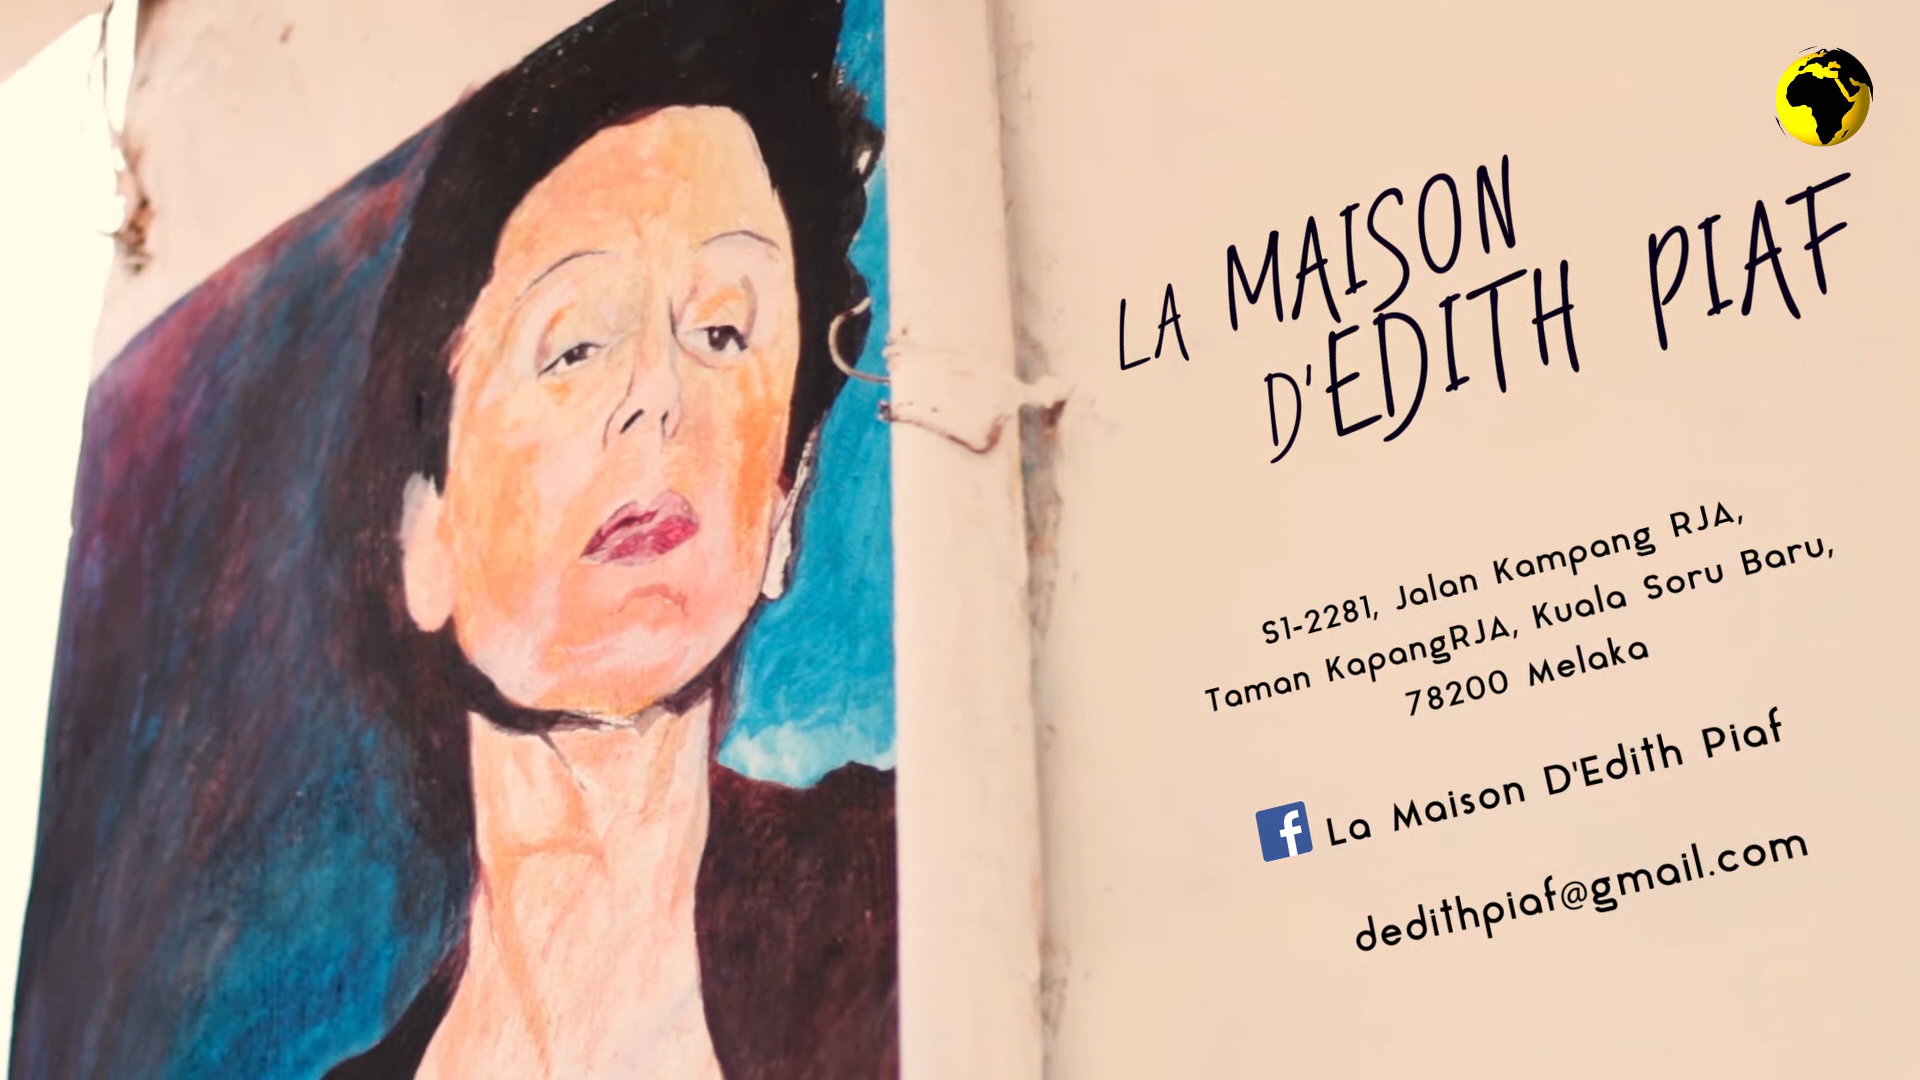 LA MAISON
D'EDITH PIAF
S1-2281, Jalan Kampang RJA,
Taman KapangRJA, Kuala Soru Baru,
78200 Melaka
f La Maison D'Edith Piaf
dedithpiaf@gmail.com